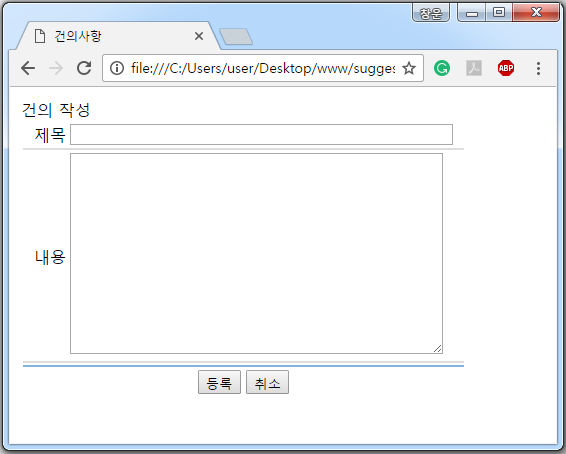 창문
건의사항
file:///C:/Users/user/Desktop/www/sugges
ABP
건의 작성
제목
내용
등록 취소